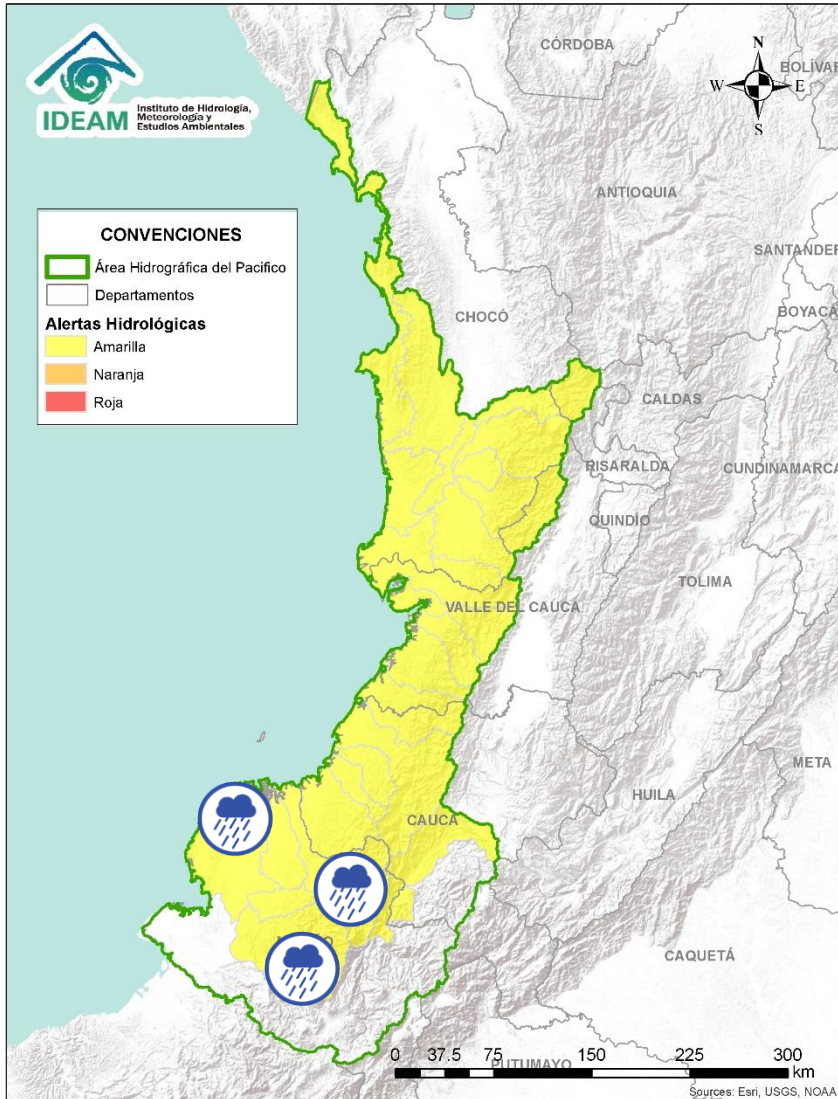 IDEAM
Instituto de Hidrología,
Meteorología y
Estudios Ambientales
CÓRDOBA
BOLÍVAR
N
W
E
S
ANTIOQUIA
SANTANDER
BOYACÁ
CONVENCIONES
Área Hidrográfica del Pacifico
Departamentos
Alertas Hidrológicas
Amarilla
Naranja
Roja
CHOCÓ
CALDAS
RISARALDA
CUNDINAMARCA
QUINDÍO
TOLIMA
VALLE DEL CAUCA
META
HUILA
CAUCA
CAQUETÁ
PUTUMAYO
0 37.5 75 150 225 300
km
Sources: Esri, USGS, NOAA